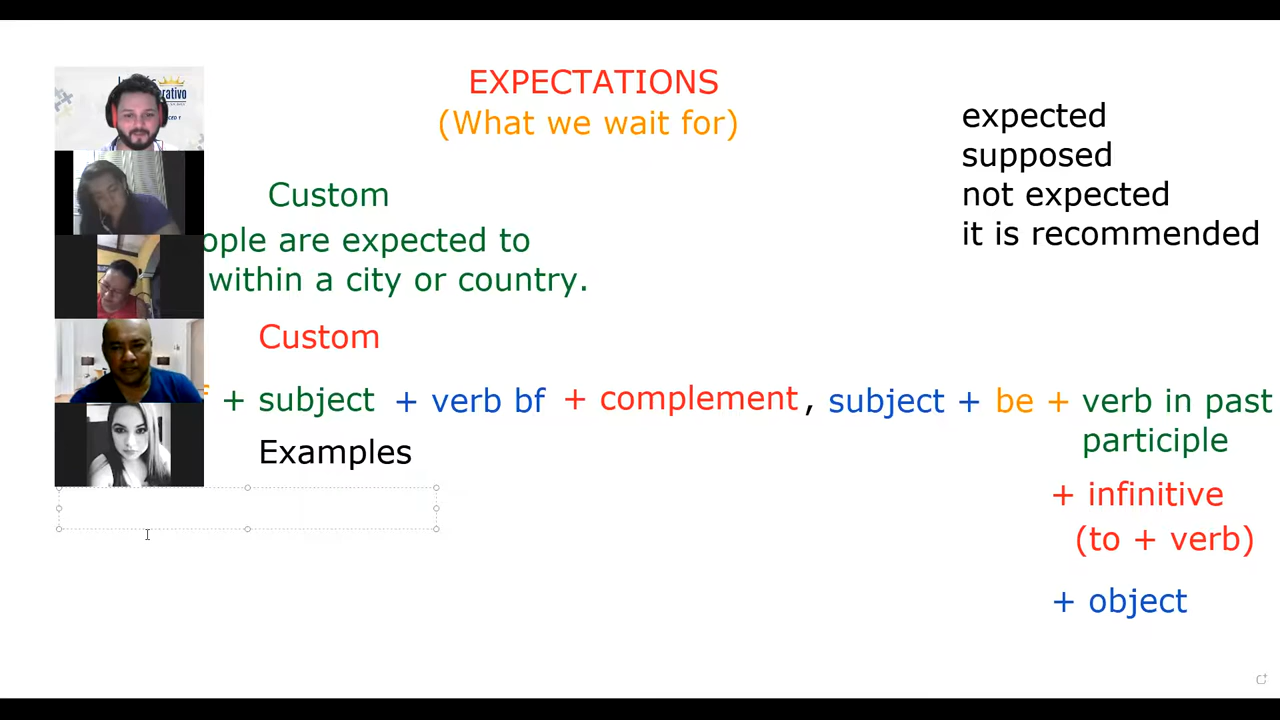 EXPECTATIONS
(What we wait for)
expected
supposed
not expected
it is recommended
Custom
ople are expected to
within a city or country.
Custom
+ subject + verb bf + complement, subject + be + verb in past
participle
Examples
+ infinitive
(to + verb)
+ object